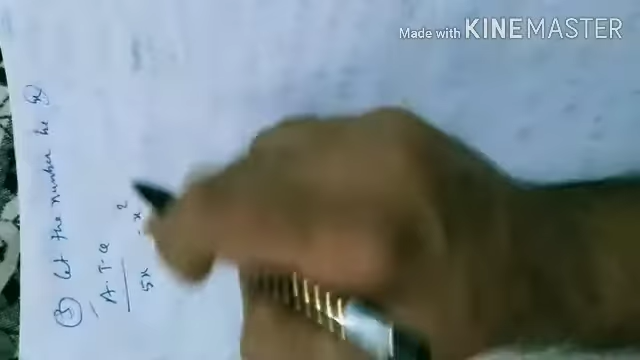 Made with KINEMASTER
(3) let the number be (x)
A.T.Q
5x - x²